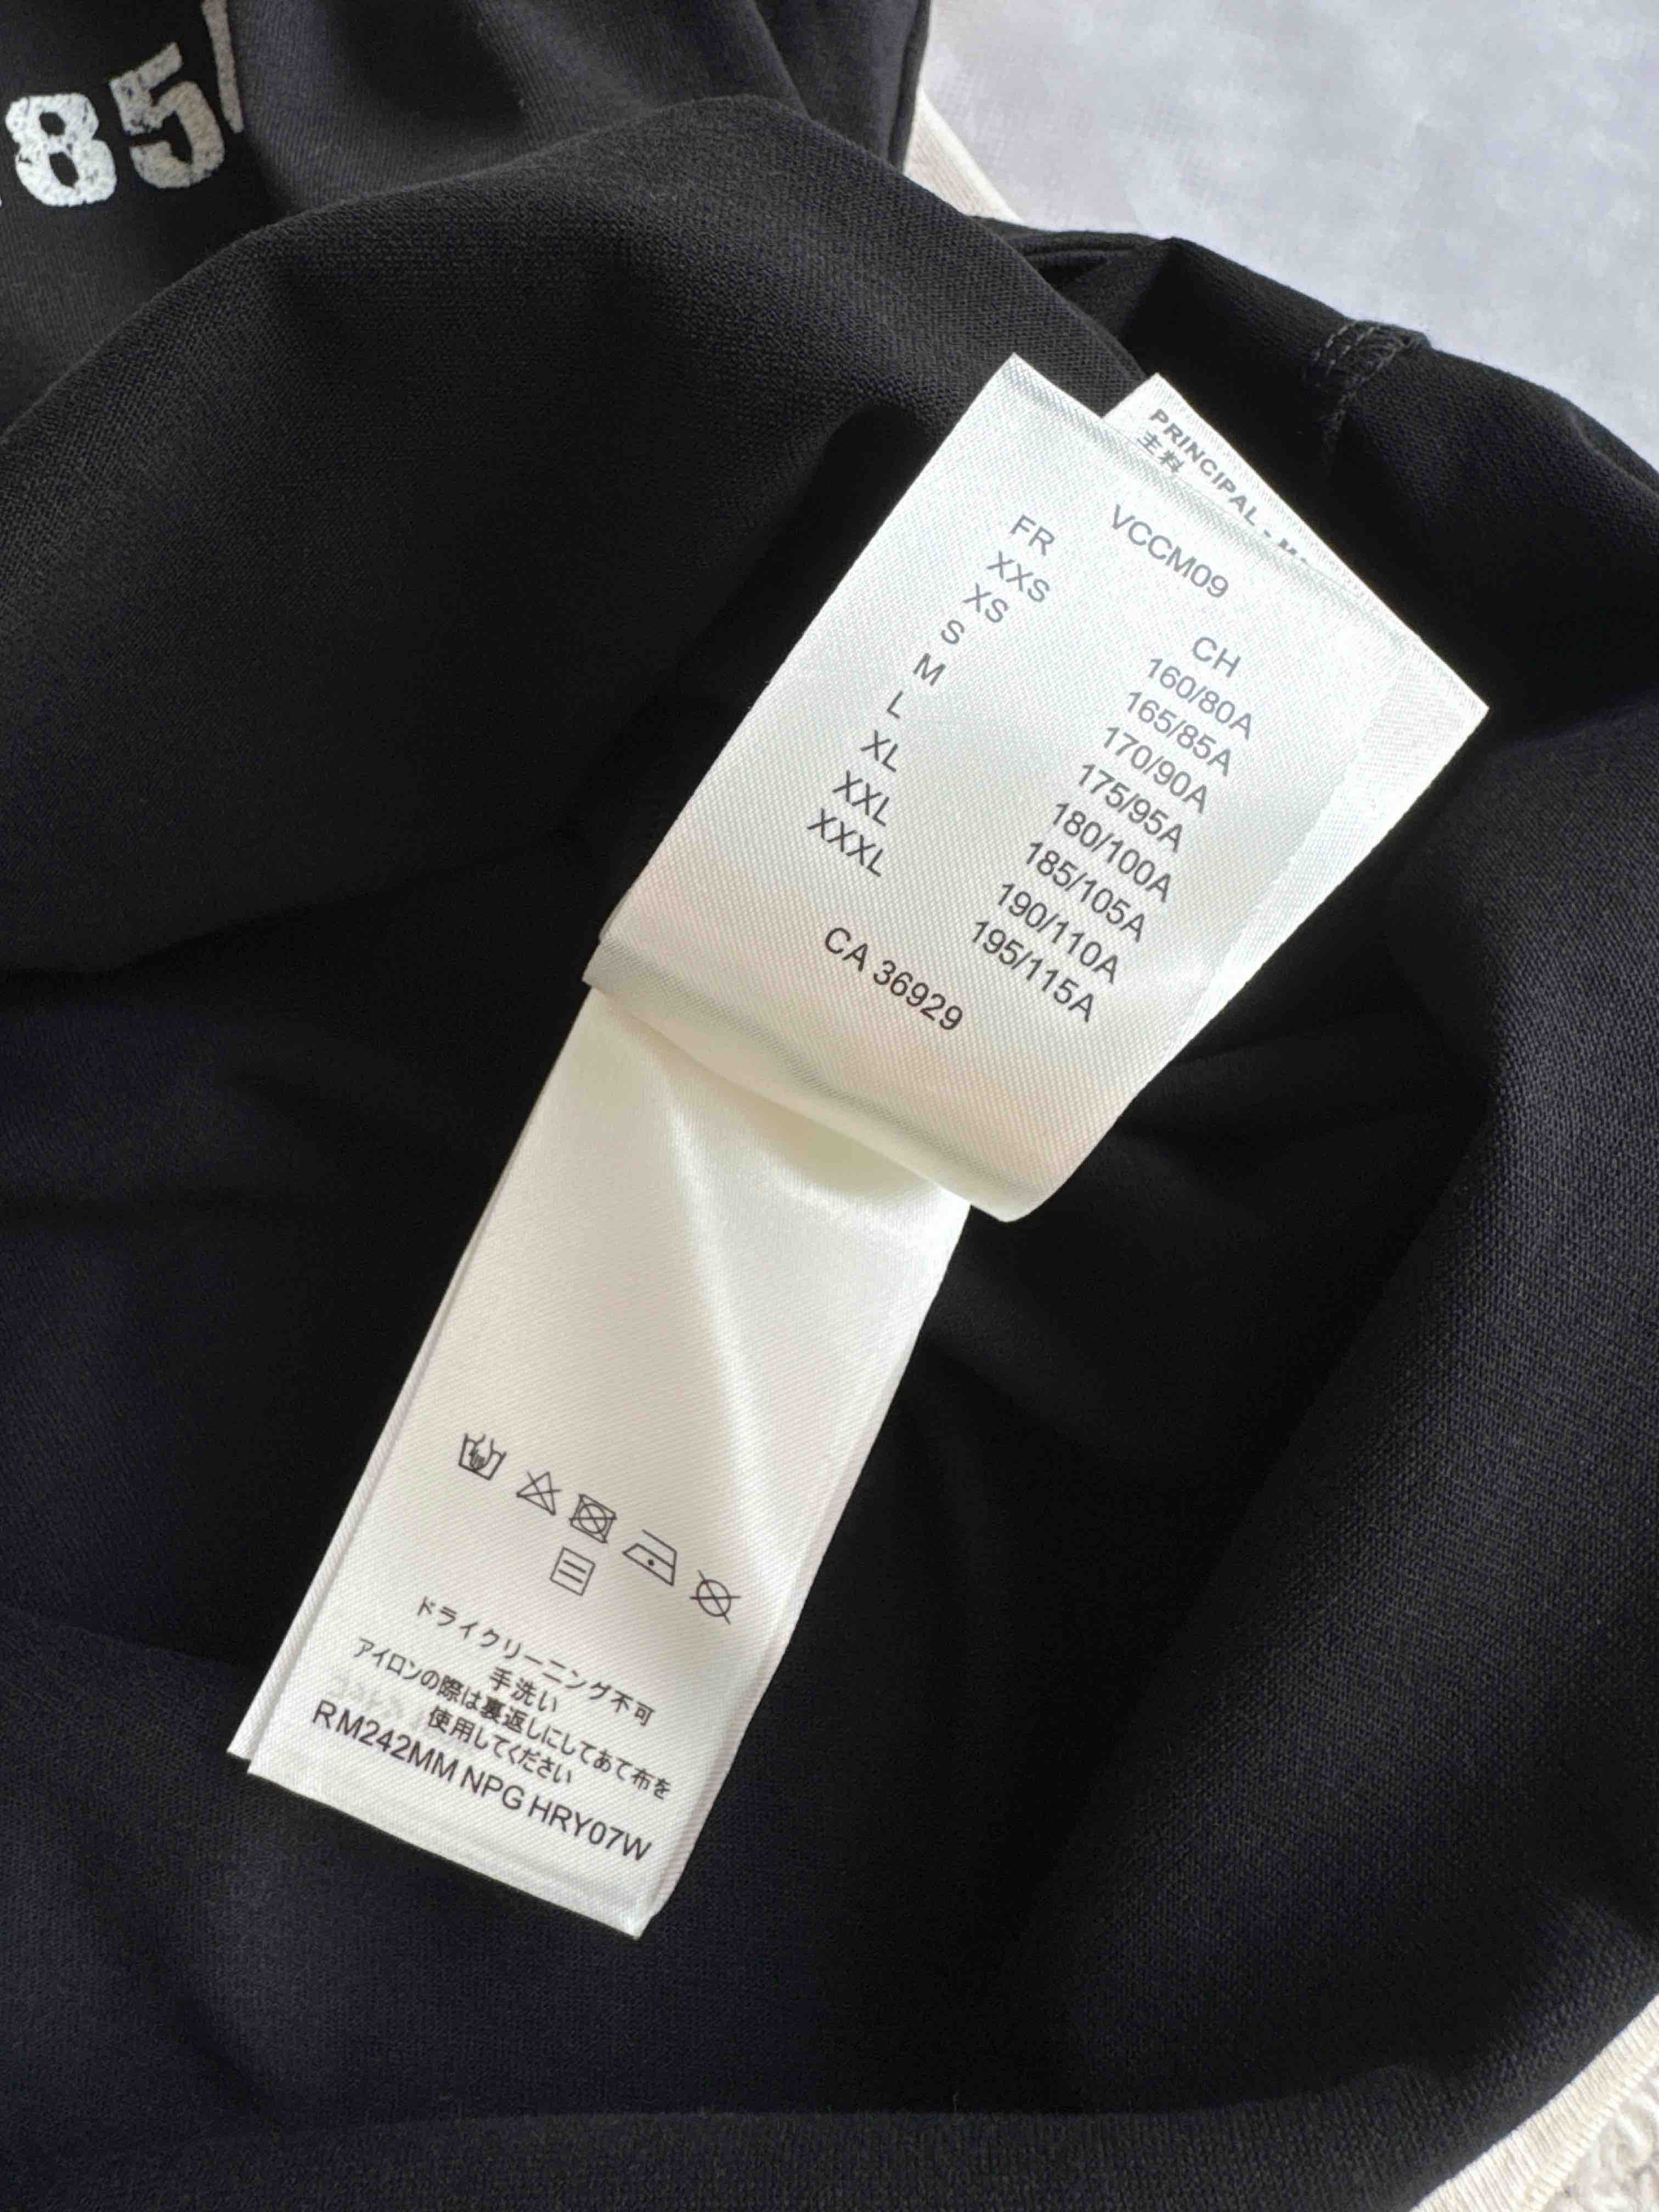 85/
PRINCIPAL - M
主料
VCCM09
FR CH
XXS 160/80A
XS 165/85A
S 170/90A
M 175/95A
L 180/100A
XL 185/105A
XXL 190/110A
XXXL 195/115A
CA 36929
ドライクリーニング不可
手洗い
アイロンの際は裏返しにしてあて布を
使用してください
RM242MM NPG HRY07W